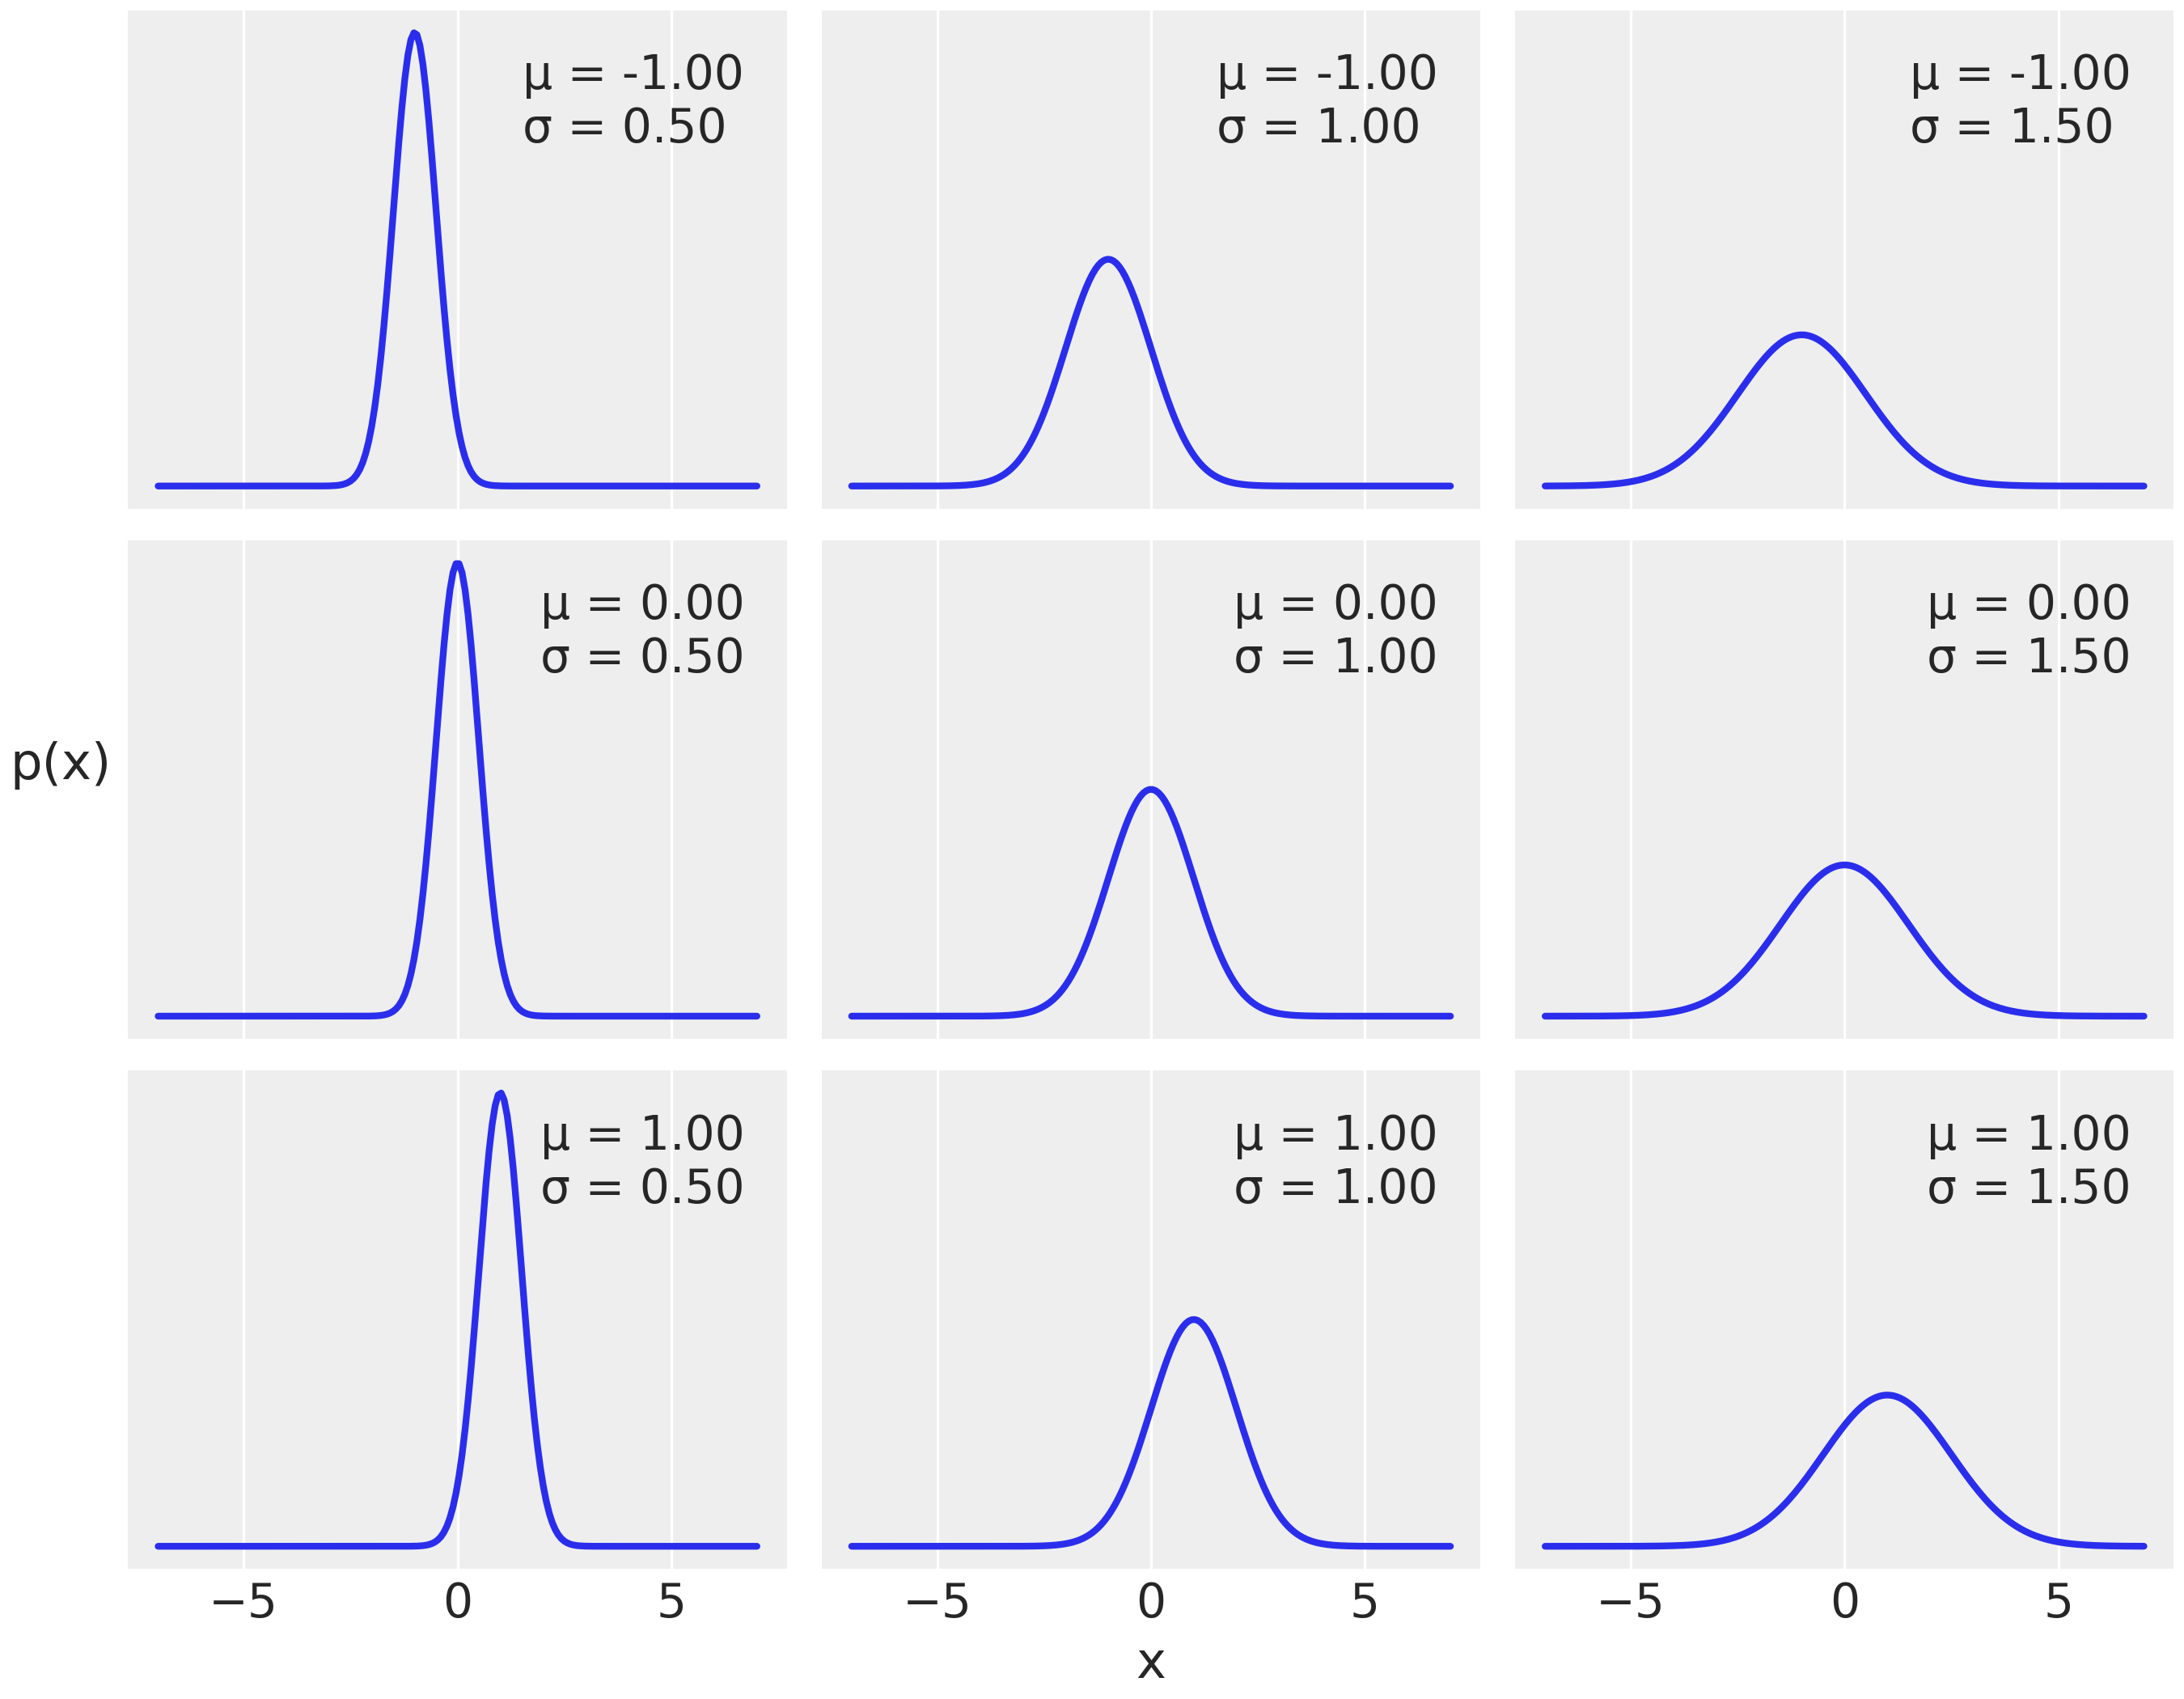 μ = -1.00
σ = 0.50
μ = -1.00
σ = 1.00
μ = -1.00
σ = 1.50
μ = 0.00
σ = 0.50
μ = 0.00
σ = 1.00
μ = 0.00
σ = 1.50
p(x)
μ = 1.00
σ = 0.50
μ = 1.00
σ = 1.00
μ = 1.00
σ = 1.50
−5 0 5 −5 0 5 −5 0 5
x